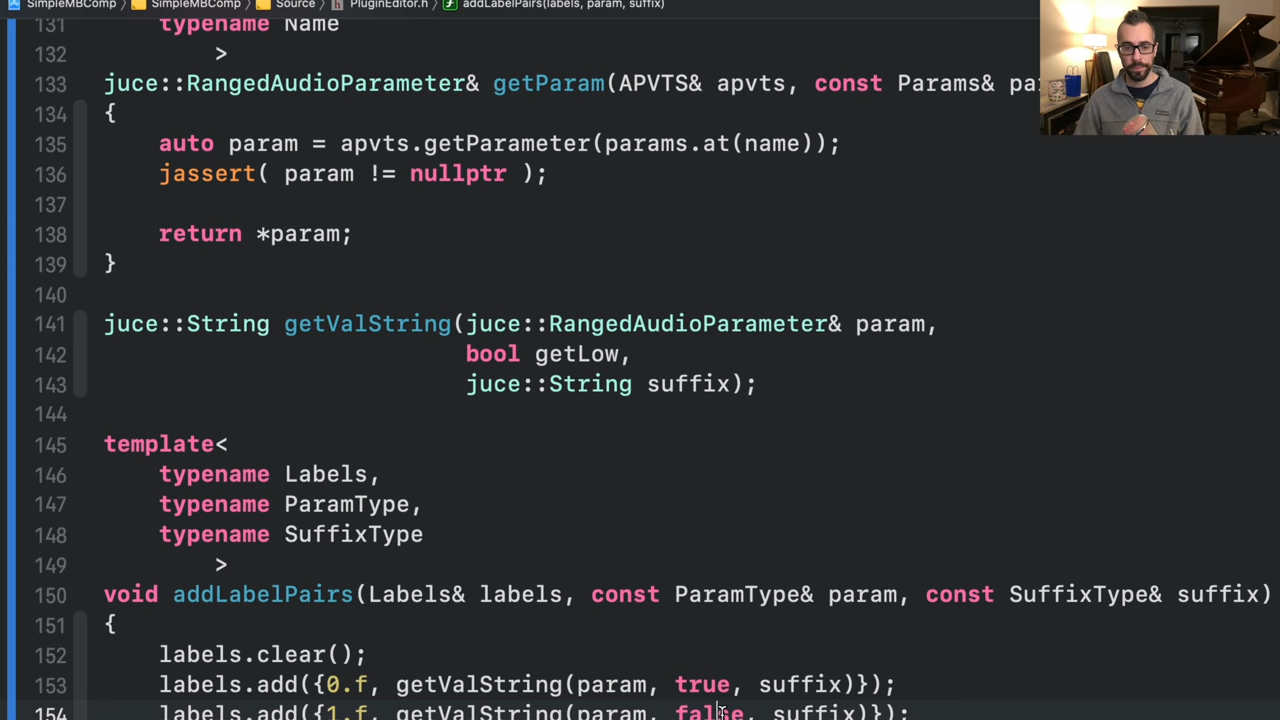 SimpleMBComp > SimpleMBComp > Source > PluginEditor.h > addLabelPairs(labels, param, suffix)
131 typename Name
132 >
133 juce::RangedAudioParameter& getParam(APVTS& apvts, const Params& pa
134 {
135 auto param = apvts.getParameter(params.at(name));
136 jassert( param != nullptr );
137
138 return *param;
139 }
140
141 juce::String getValString(juce::RangedAudioParameter& param,
142 bool getLow,
143 juce::String suffix);
144
145 template<
146 typename Labels,
147 typename ParamType,
148 typename SuffixType
149 >
150 void addLabelPairs(Labels& labels, const ParamType& param, const SuffixType& suffix)
151 {
152 labels.clear();
153 labels.add({0.f, getValString(param, true, suffix)});
154 labels.add({1.f, getValString(param, false, suffix)});